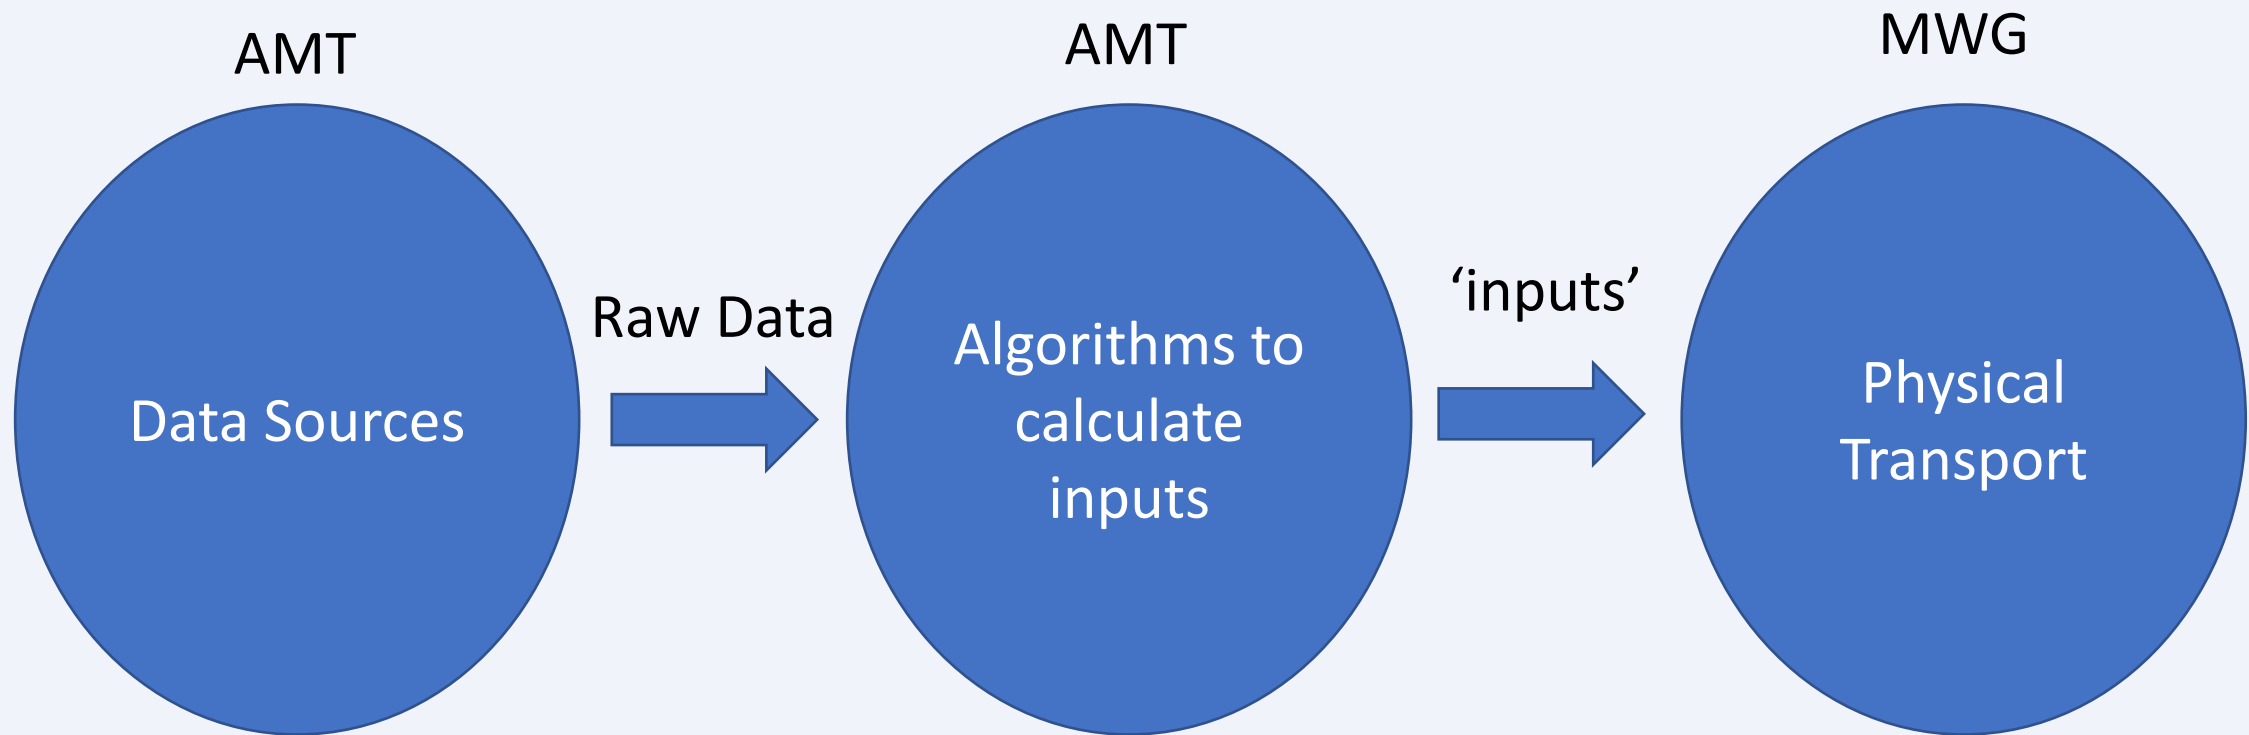 AMT
AMT
MWG
Data Sources
Raw Data
Algorithms to
calculate
inputs
‘inputs’
Physical
Transport